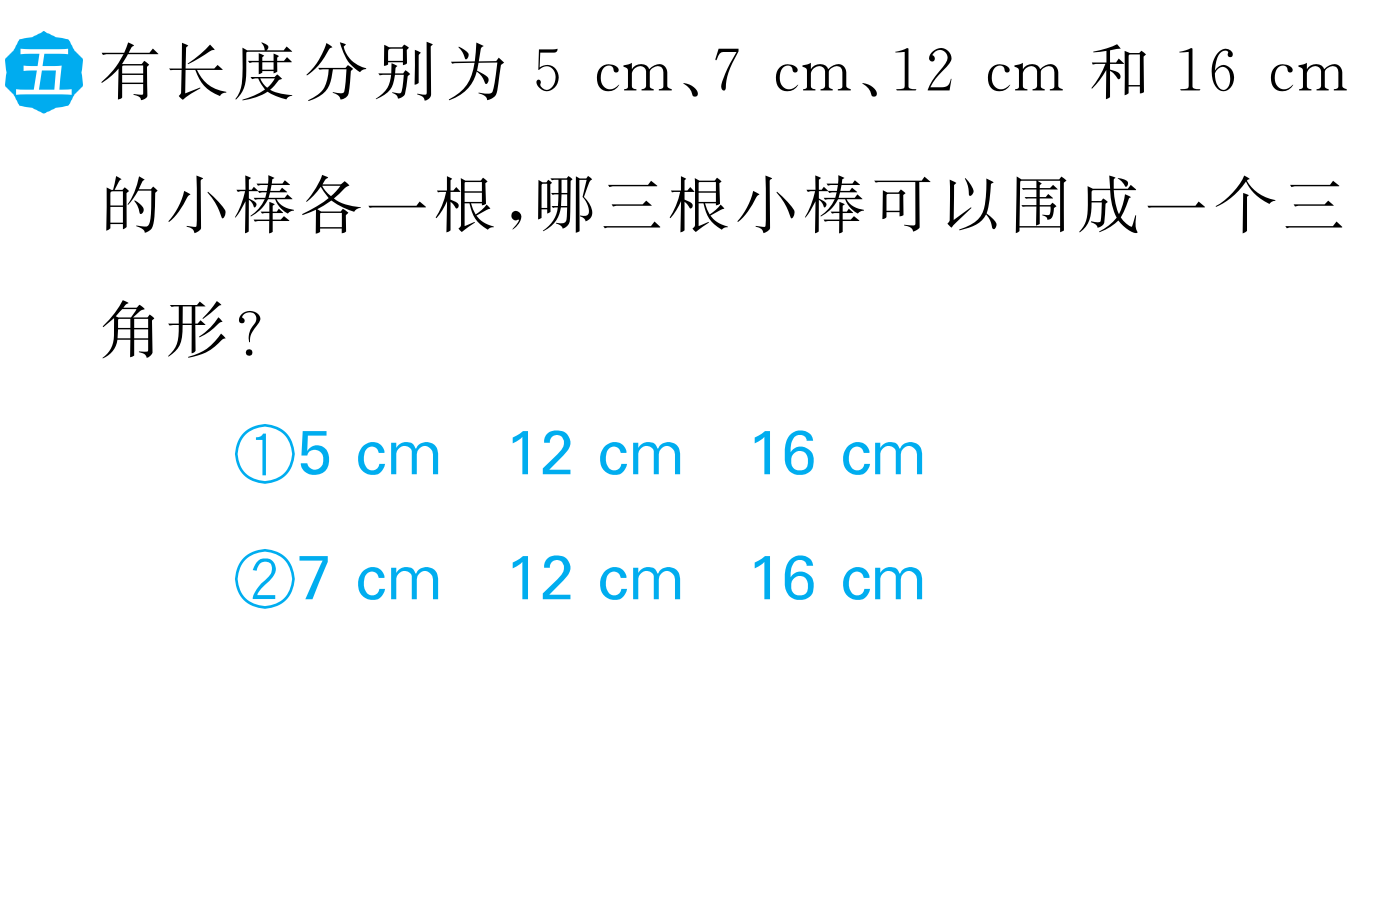 五 有长度分别为 5 cm、7 cm、12 cm 和 16 cm
的小棒各一根,哪三根小棒可以围成一个三
角形?
①5 cm 12 cm 16 cm
②7 cm 12 cm 16 cm